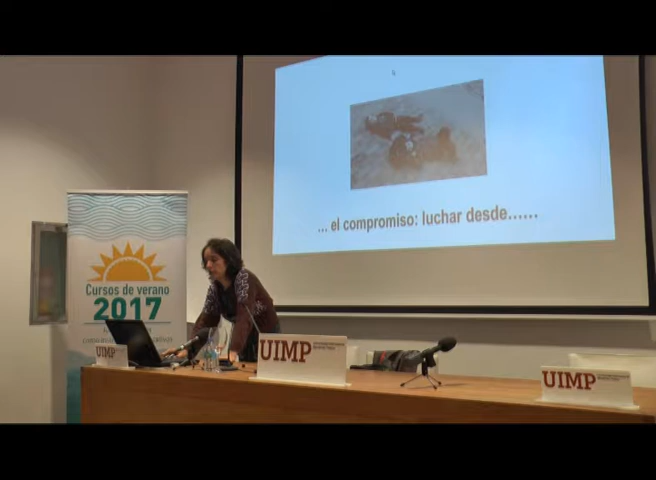 ... el compromiso: luchar desde......
Cursos de verano
2017
UIMP
UIMP
UIMP